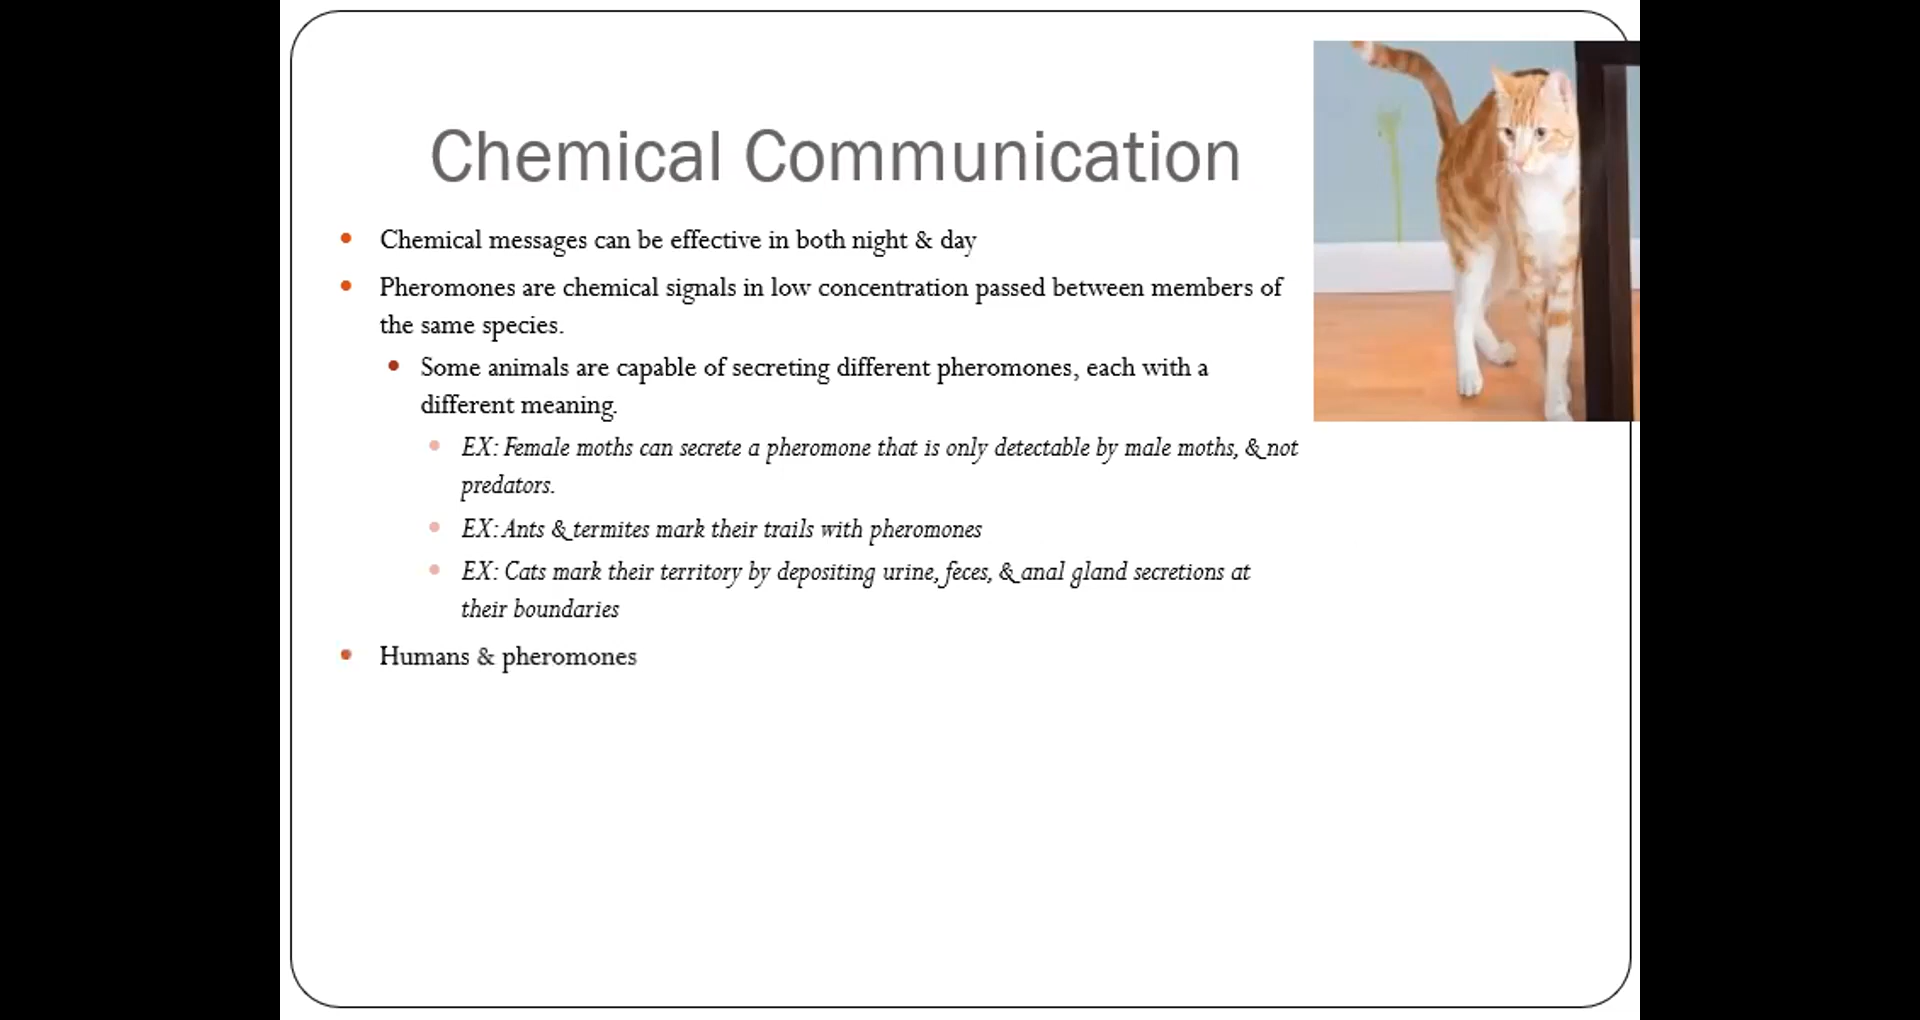 Chemical Communication
Chemical messages can be effective in both night & day
Pheromones are chemical signals in low concentration passed between members of
the same species.
Some animals are capable of secreting different pheromones, each with a
different meaning.
EX: Female moths can secrete a pheromone that is only detectable by male moths, & not
predators.
EX: Ants & termites mark their trails with pheromones
EX: Cats mark their territory by depositing urine, feces, & anal gland secretions at
their boundaries
Humans & pheromones